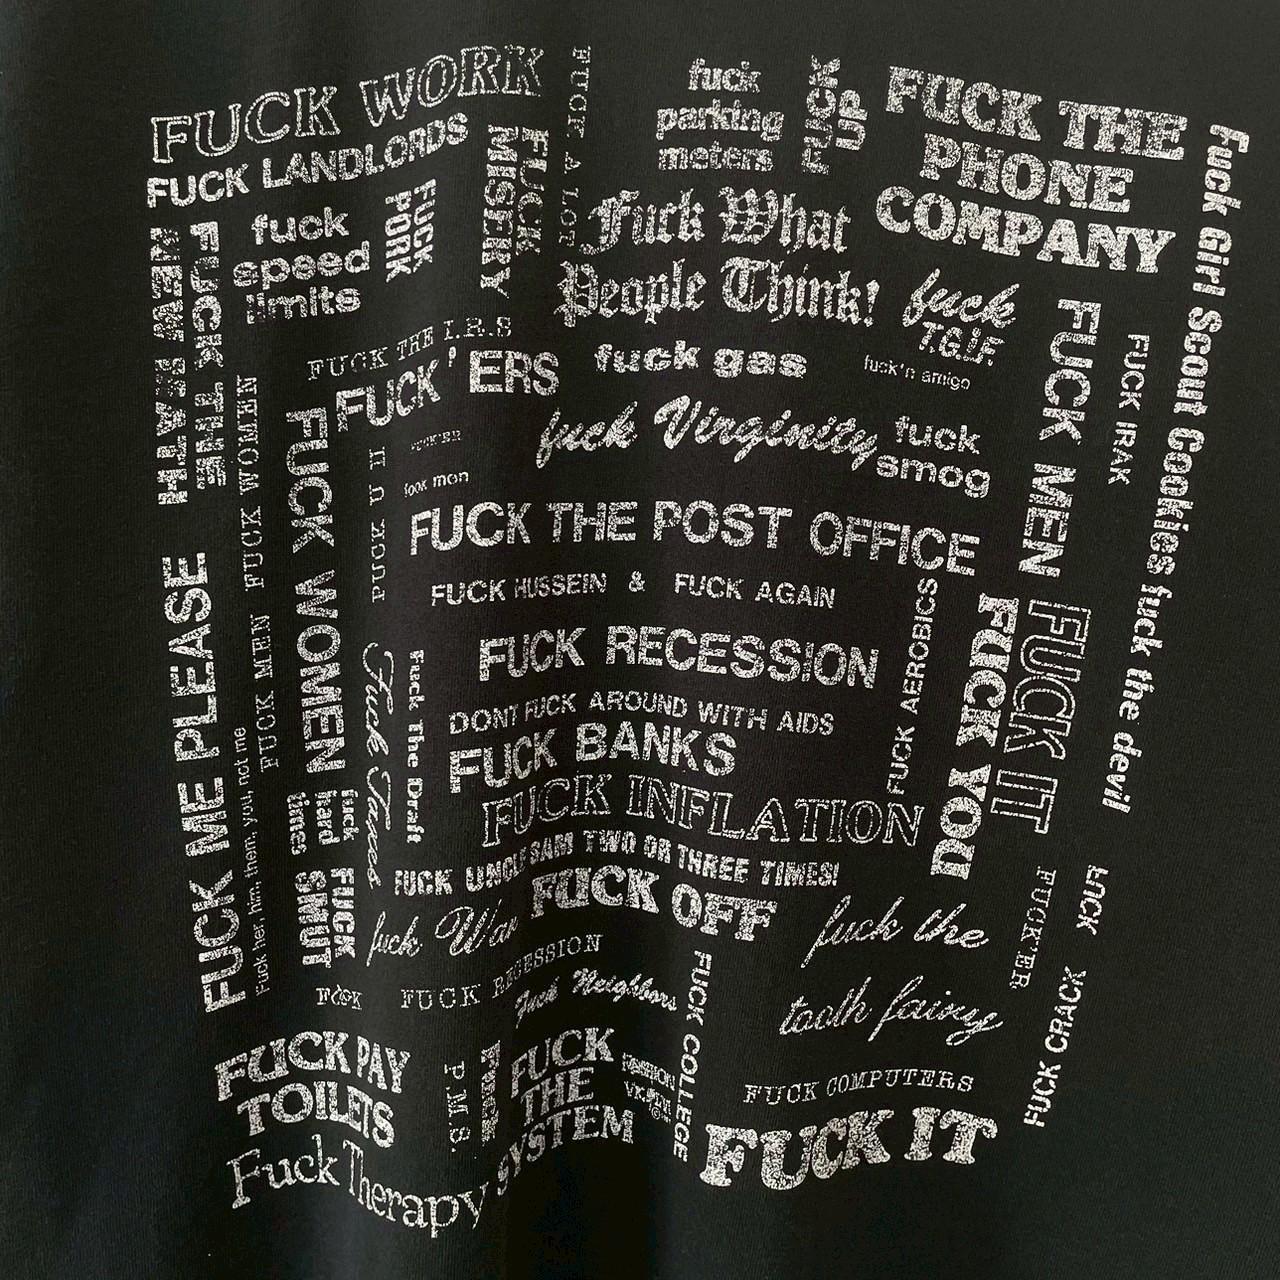 FUCK WORK
FUCK LANDLORDS
FUCK A LOT
fuck
parking
meters
FUCK
UP
FUCK THE
PHONE
COMPANY
Fuck Girl Scout Cookies fuck the devil
FUCK THE
NEW MATH
fuck
speed
limits
FUCK
PORK
FUCK
MISERY
Fuck What
People Think!
fuck
T.G.I.F.
FUCK THE I.R.S
FUCK'ERS
fuck gas
fuck'n amigo
FUCK MEN
FUCK IRAK
FUCK WOMEN
FUCK MEN
FUCK WOMEN
fuck Virginity
fuck
smog
men
FUCK
FUCK THE POST OFFICE
FUCK HUSSEIN & FUCK AGAIN
FUCK RECESSION
FUCK AEROBICS
FUCK YOU
FUCK IT
FUCK ME PLEASE
Fuck her, him, them, you, not me
Fuck The Draft
DONT FUCK AROUND WITH AIDS
FUCK BANKS
FUCK INFLATION
fuck
hard
times
FUCK
SMUT
FUCK UNCLE SAM TWO OR THREE TIMES!
fuck War
FUCK OFF
fuck the
tooth fairy
FUCK'ER
FUCK
FUCK CRACK
FUCK
FUCK RECESSION
Fuck Neighbors
FUCK COLLEGE
FUCK PAY
TOILETS
P.M.S.
FUCK
THE
SYSTEM
FUCK COMPUTERS
FUCK IT
Fuck Therapy